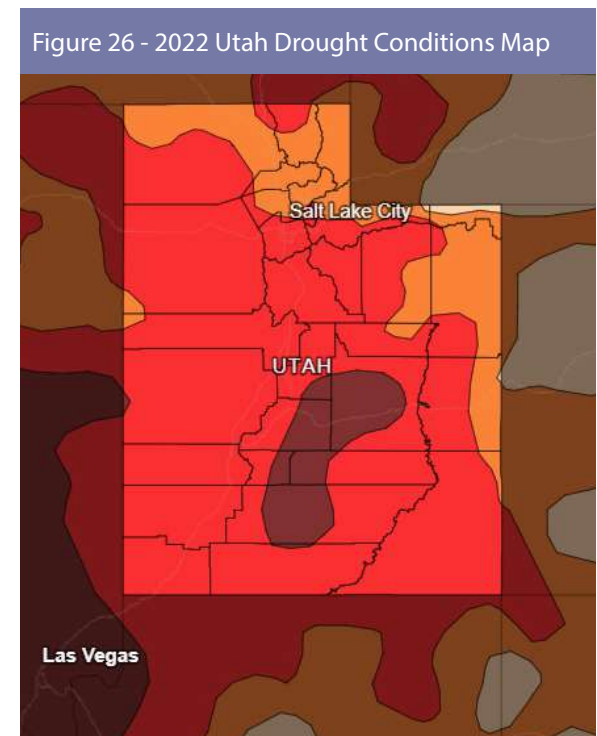 Figure 26 - 2022 Utah Drought Conditions Map
Salt Lake City
UTAH
Las Vegas